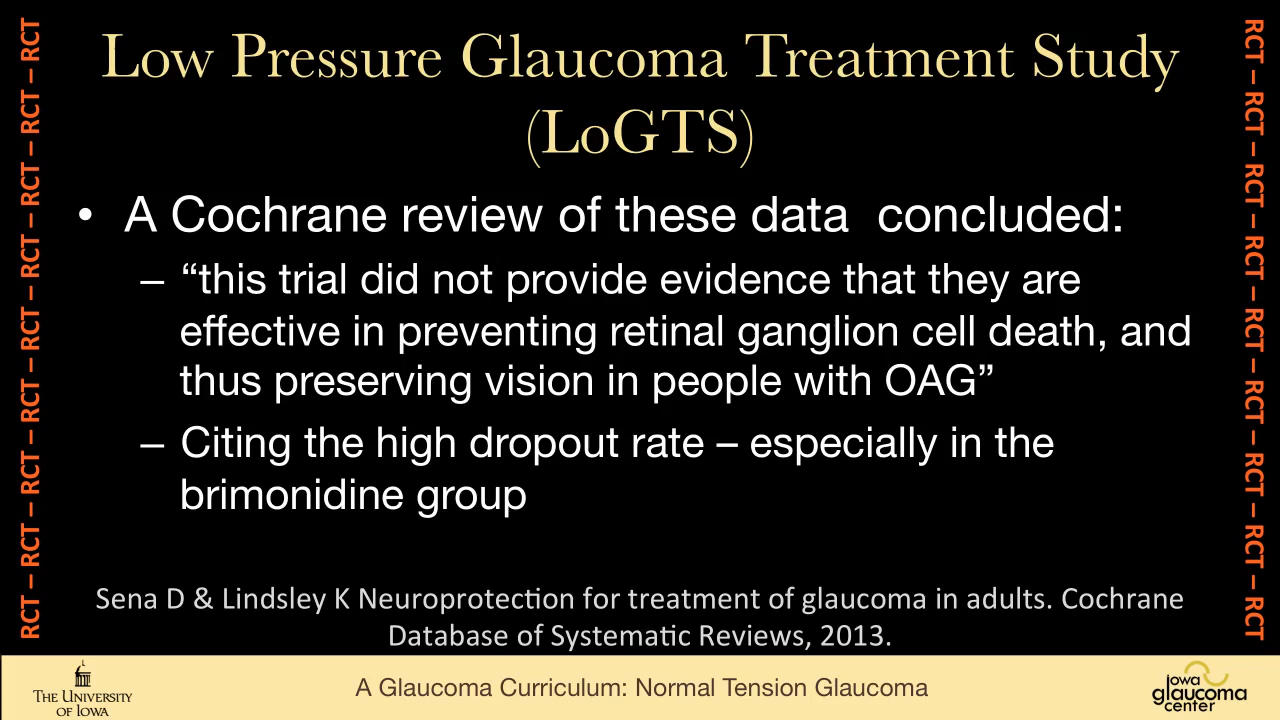 Low Pressure Glaucoma Treatment Study
(LoGTS)
• A Cochrane review of these data  concluded:
– “this trial did not provide evidence that they are
effective in preventing retinal ganglion cell death, and
thus preserving vision in people with OAG”
– Citing the high dropout rate – especially in the
brimonidine group
Sena D & Lindsley K Neuroprotection for treatment of glaucoma in adults. Cochrane
Database of Systematic Reviews, 2013.
RCT – RCT – RCT – RCT – RCT – RCT – RCT – RCT – RCT
RCT – RCT – RCT – RCT – RCT – RCT – RCT – RCT – RCT
THE UNIVERSITY
OF IOWA
A Glaucoma Curriculum: Normal Tension Glaucoma
Iowa
glaucoma
center